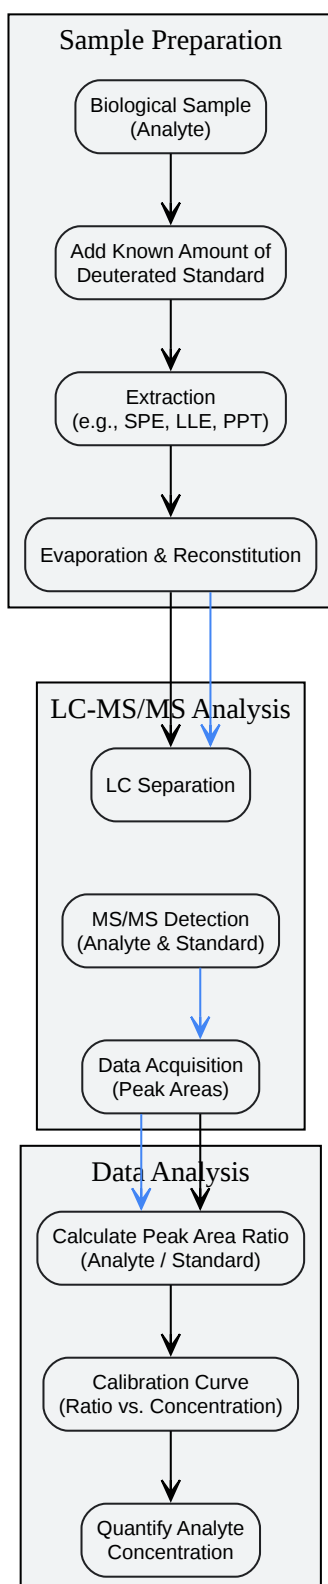 Sample Preparation
Biological Sample
(Analyte)
Add Known Amount of
Deuterated Standard
Extraction
(e.g., SPE, LLE, PPT)
Evaporation & Reconstitution
LC-MS/MS Analysis
LC Separation
MS/MS Detection
(Analyte & Standard)
Data Acquisition
(Peak Areas)
Data Analysis
Calculate Peak Area Ratio
(Analyte / Standard)
Calibration Curve
(Ratio vs. Concentration)
Quantify Analyte
Concentration